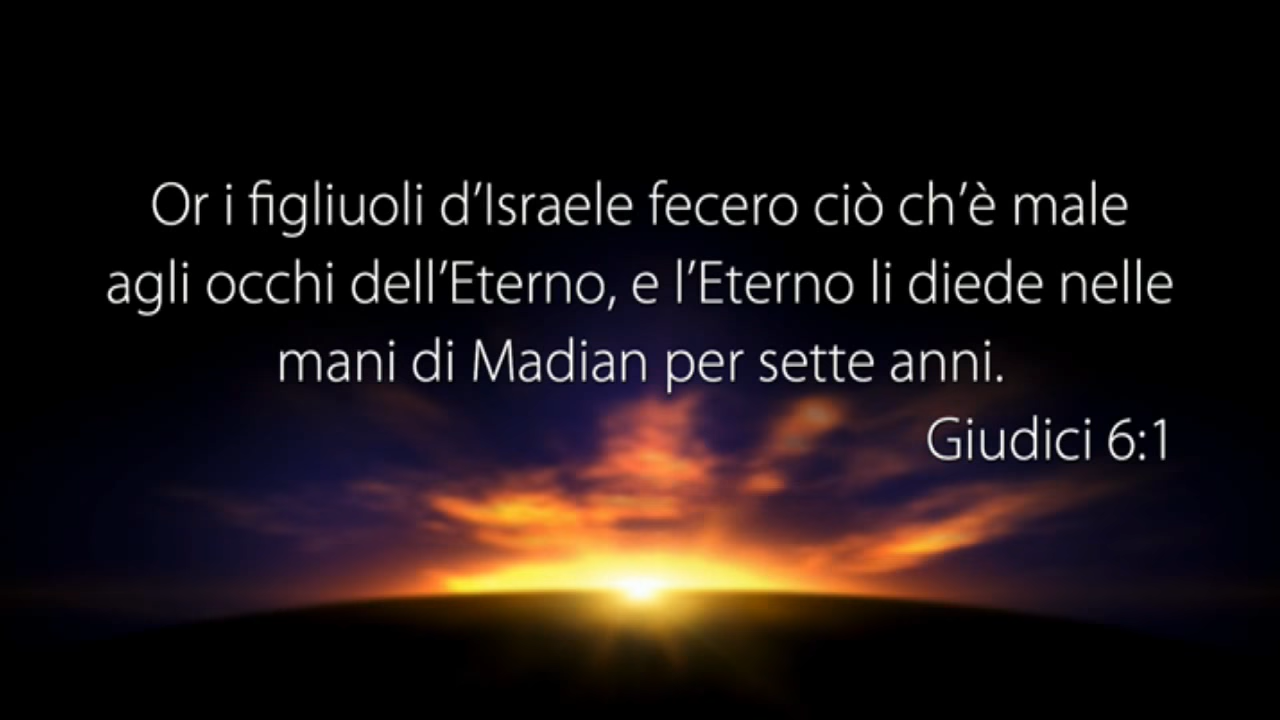 Or i figliuoli d’Israele fecero ciò ch’è male
agli occhi dell’Eterno, e l’Eterno li diede nelle
mani di Madian per sette anni.
Giudici 6:1